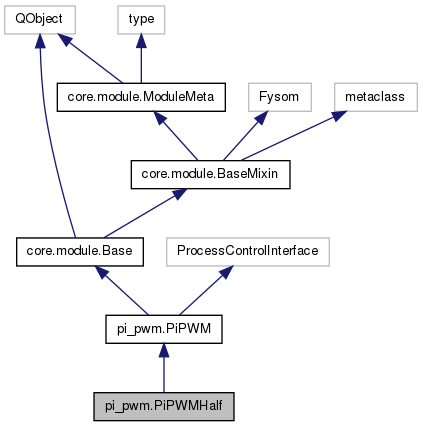 QObject
type
core.module.ModuleMeta
Fysom
metaclass
core.module.BaseMixin
core.module.Base
ProcessControlInterface
pi_pwm.PiPWM
pi_pwm.PiPWMHalf